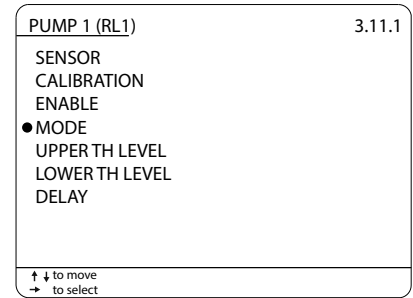 PUMP 1 (RL1) 3.11.1
SENSOR
CALIBRATION
ENABLE
●MODE
UPPER TH LEVEL
LOWER TH LEVEL
DELAY
↑ ↓ to move
→ to select